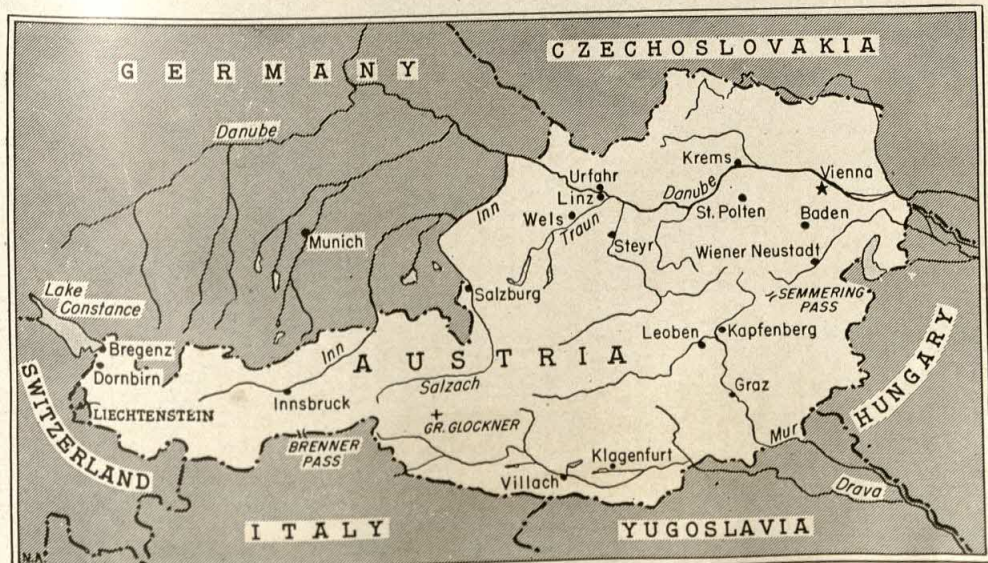 CZECHOSLOVAKIA
GERMANY
Danube
Krems
Vienna
Urfahr
Linz
Danube
Wels
Traun
St. Polten
Inn
Baden
Munich
Steyr
Wiener Neustadt
Lake
Constance
Salzburg
SEMMERING
PASS
Bregenz
Inn
AUSTRIA
Leoben
Kapfenberg
HUNGARY
Dornbirn
Salzach
Graz
SWITZERLAND
LIECHTENSTEIN
Innsbruck
GR. GLOCKNER
BRENNER
PASS
Mur
Klagenfurt
Villach
Drava
ITALY
YUGOSLAVIA
N.A.